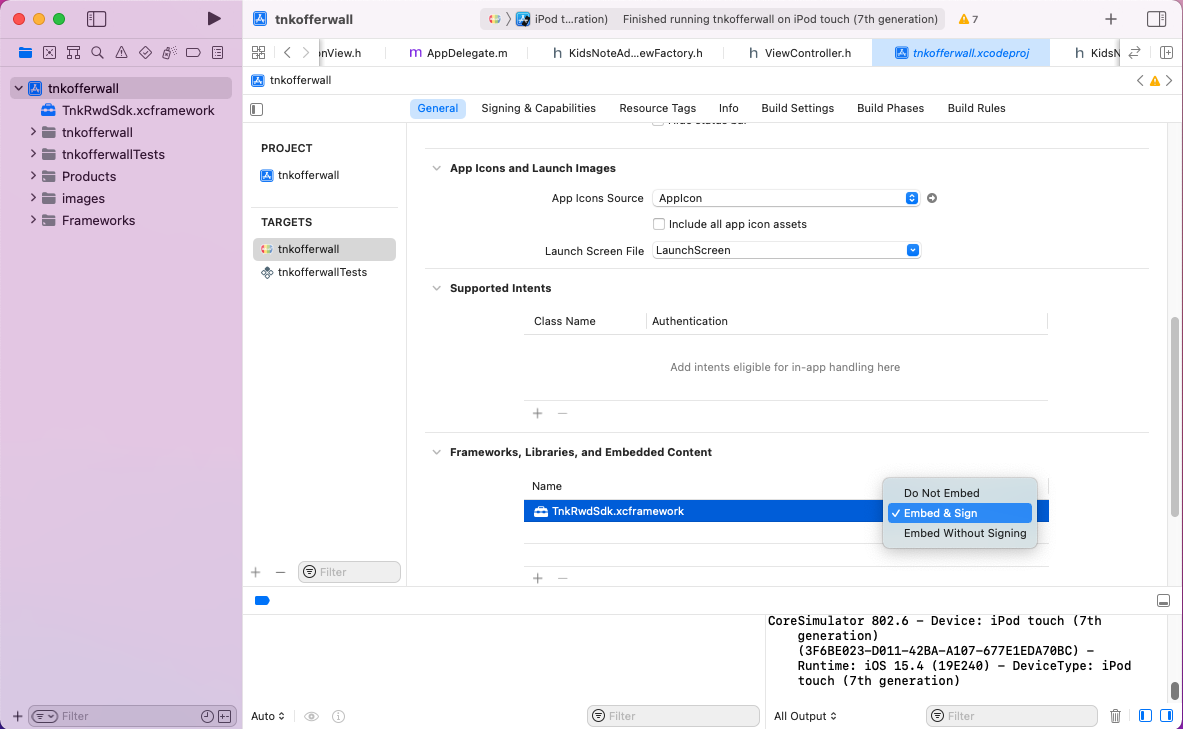 tnkofferwall
iPod t...ration)
Finished running tnkofferwall on iPod touch (7th generation)
7
onView.h
m AppDelegate.m
h KidsNoteAd...ewFactory.h
h ViewController.h
tnkofferwall.xcodeproj
h KidsN
tnkofferwall
TnkRwdSdk.xcframework
tnkofferwall
tnkofferwallTests
Products
images
Frameworks
tnkofferwall
General
Signing & Capabilities
Resource Tags
Info
Build Settings
Build Phases
Build Rules
PROJECT
tnkofferwall
TARGETS
tnkofferwall
tnkofferwallTests
Hide status bar
App Icons and Launch Images
App Icons Source
AppIcon
Include all app icon assets
Launch Screen File
LaunchScreen
Supported Intents
Class Name
Authentication
Add intents eligible for in-app handling here
Frameworks, Libraries, and Embedded Content
Name
TnkRwdSdk.xcframework
Do Not Embed
✓ Embed & Sign
Embed Without Signing
Filter
CoreSimulator 802.6 - Device: iPod touch (7th
generation)
(3F6BE023-D011-42BA-A107-677E1EDA70BC) -
Runtime: iOS 15.4 (19E240) - DeviceType: iPod
touch (7th generation)
Filter
Auto
Filter
All Output
Filter